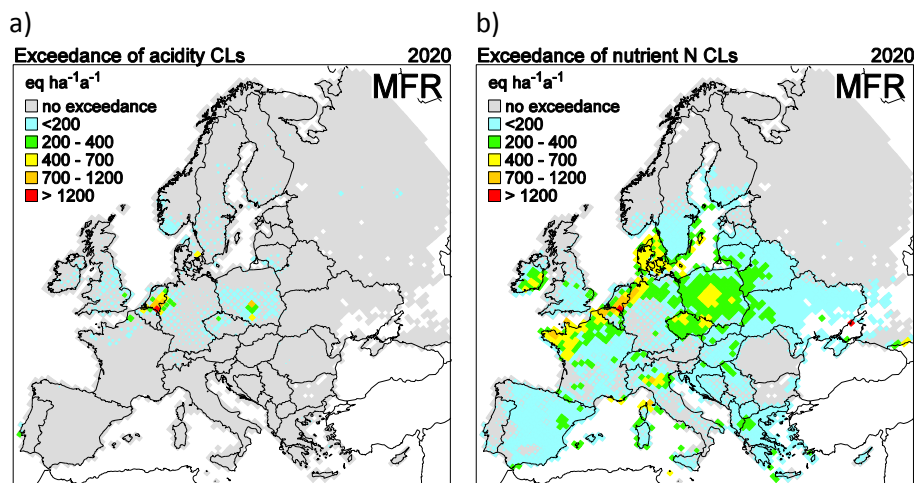 a)
Exceedance of acidity CLs 2020
eq ha⁻¹a⁻¹
MFR
no exceedance
<200
200 - 400
400 - 700
700 - 1200
> 1200
b)
Exceedance of nutrient N CLs 2020
eq ha⁻¹a⁻¹
MFR
no exceedance
<200
200 - 400
400 - 700
700 - 1200
> 1200